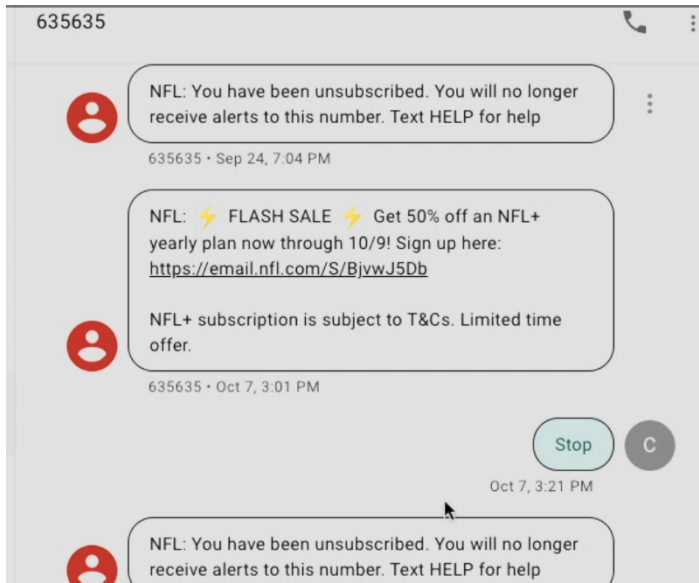 635635
NFL: You have been unsubscribed. You will no longer
receive alerts to this number. Text HELP for help
635635 • Sep 24, 7:04 PM
NFL: ⚡ FLASH SALE ⚡ Get 50% off an NFL+
yearly plan now through 10/9! Sign up here:
https://email.nfl.com/S/BjvwJ5Db
NFL+ subscription is subject to T&Cs. Limited time
offer.
635635 • Oct 7, 3:01 PM
Stop
C
Oct 7, 3:21 PM
NFL: You have been unsubscribed. You will no longer
receive alerts to this number. Text HELP for help